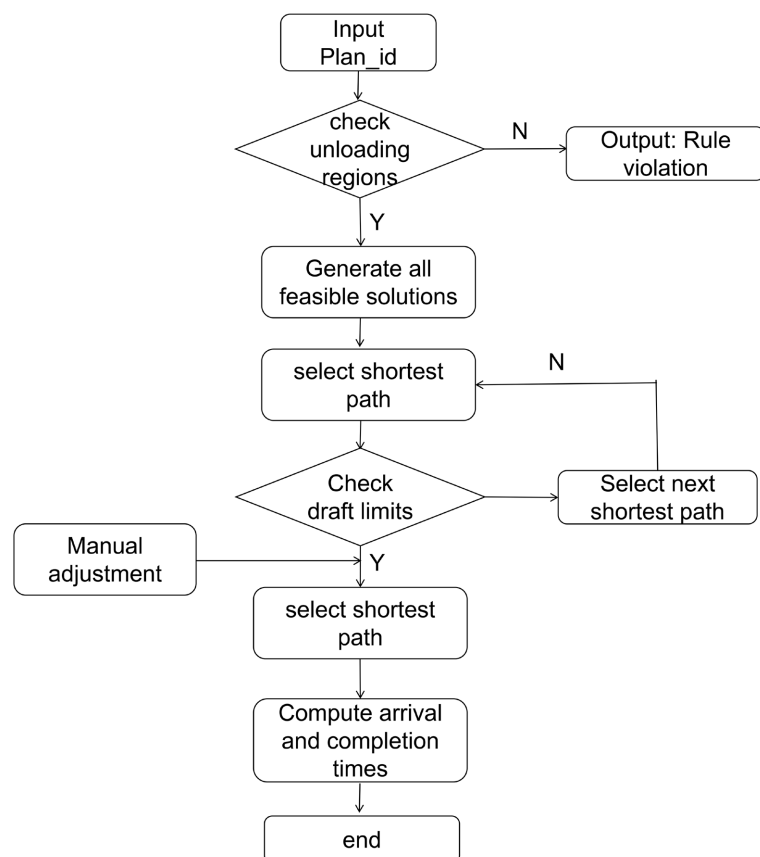 Input
Plan_id
check
unloading
regions
N
Output: Rule
violation
Y
Generate all
feasible solutions
select shortest
path
N
Check
draft limits
Select next
shortest path
Manual
adjustment
Y
select shortest
path
Compute arrival
and completion
times
end